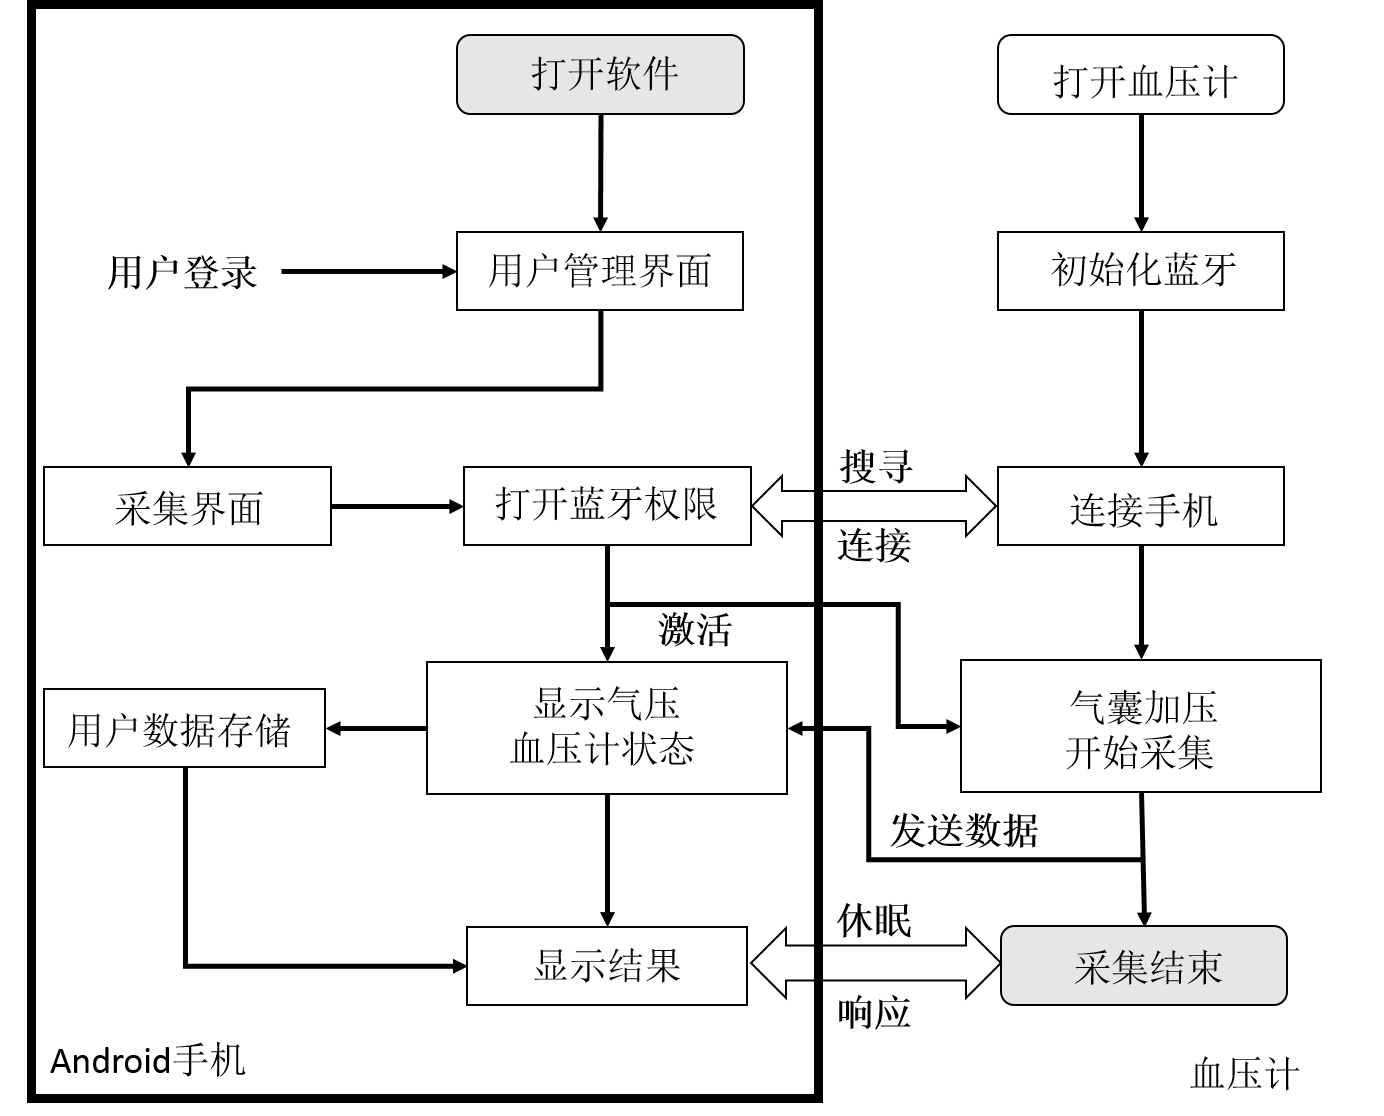 打开软件
打开血压计
用户登录
用户管理界面
初始化蓝牙
采集界面
打开蓝牙权限
搜寻
连接
连接手机
激活
用户数据存储
显示气压
血压计状态
气囊加压
开始采集
发送数据
显示结果
休眠
响应
采集结束
Android手机
血压计